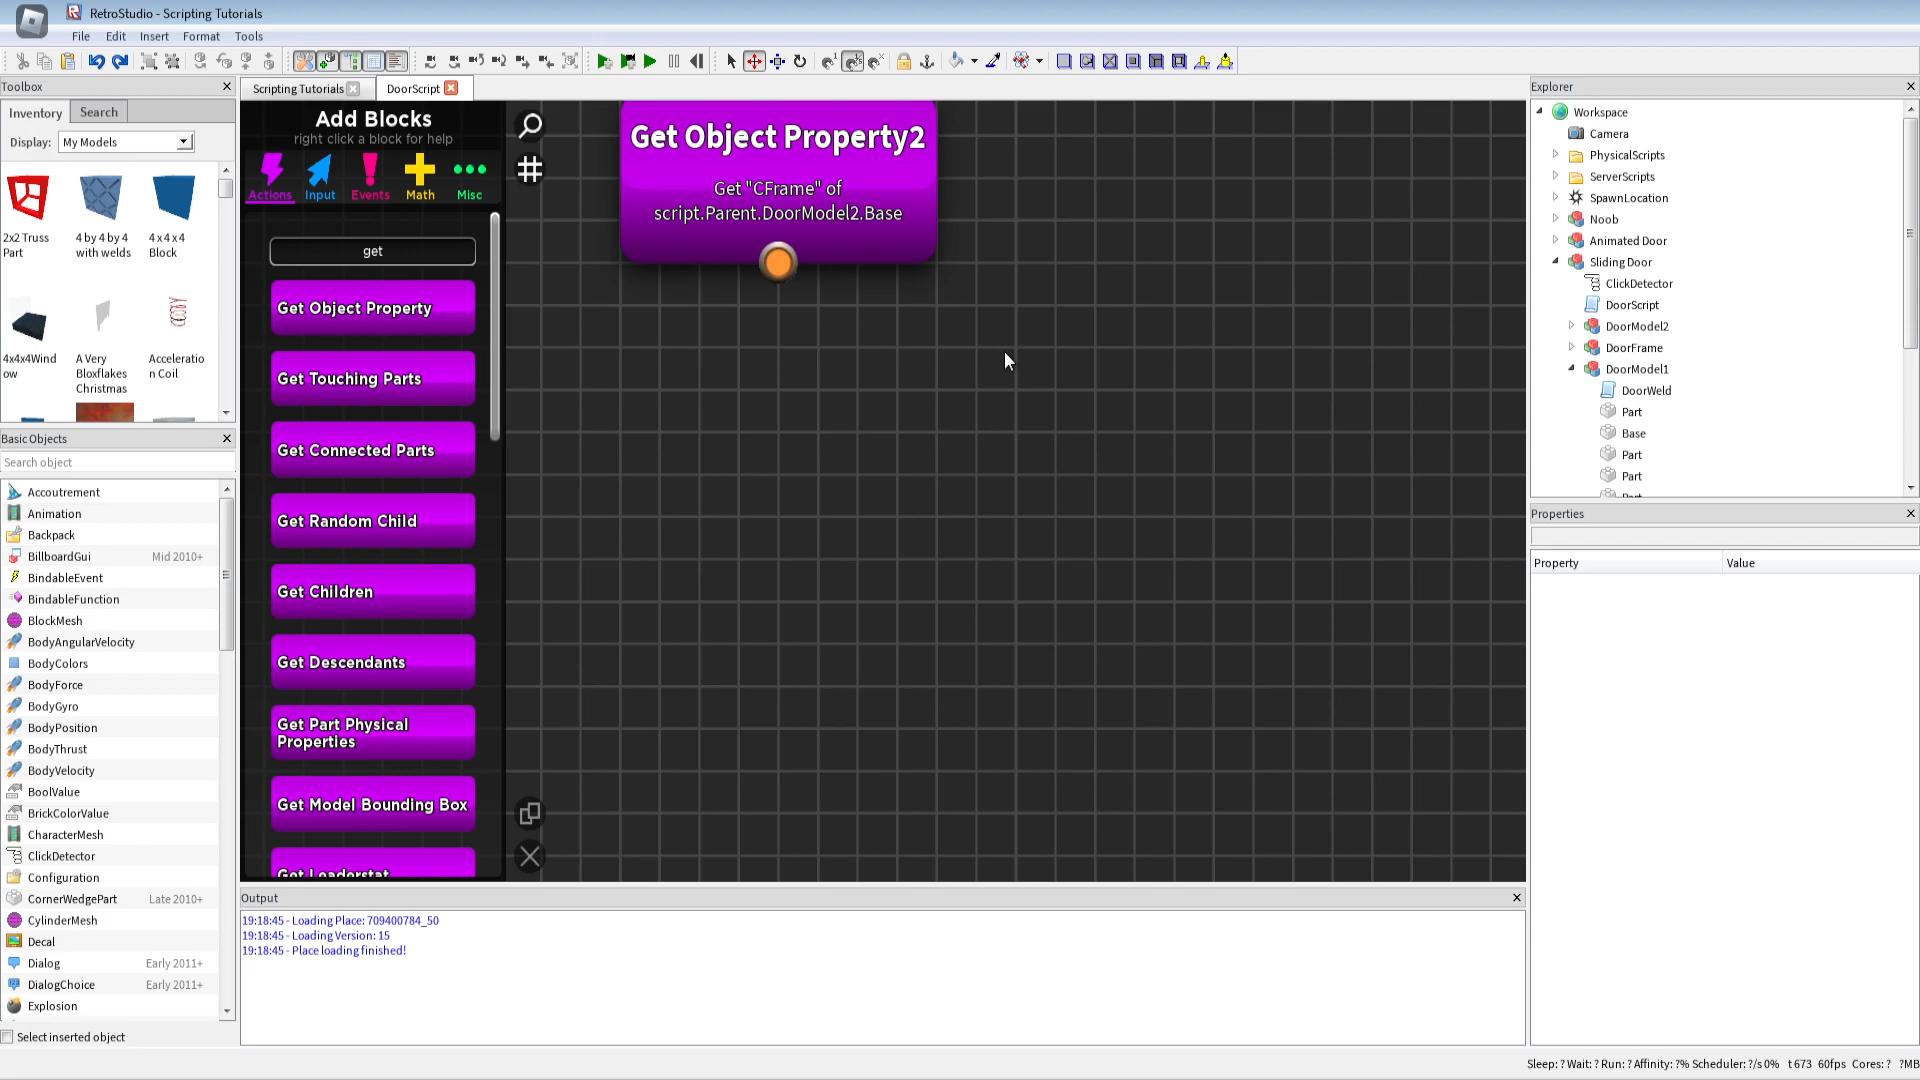 RetroStudio - Scripting Tutorials
File Edit Insert Format Tools
Toolbox
Inventory Search
Display: My Models
2x2 Truss Part
4 by 4 by 4 with welds
4 x 4 x 4 Block
4x4x4Window
A Very Bloxflakes Christmas
Acceleration Coil
Basic Objects
Search object
Accoutrement
Animation
Backpack
BillboardGui Mid 2010+
BindableEvent
BindableFunction
BlockMesh
BodyAngularVelocity
BodyColors
BodyForce
BodyGyro
BodyPosition
BodyThrust
BodyVelocity
BoolValue
BrickColorValue
CharacterMesh
ClickDetector
Configuration
CornerWedgePart Late 2010+
CylinderMesh
Decal
Dialog Early 2011+
DialogChoice Early 2011+
Explosion
Select inserted object
Scripting Tutorials
DoorScript
Add Blocks
right click a block for help
Actions Input Events Math Misc
get
Get Object Property
Get Touching Parts
Get Connected Parts
Get Random Child
Get Children
Get Descendants
Get Part Physical
Properties
Get Model Bounding Box
Get Leaderstat
Get Object Property2
Get "CFrame" of
script.Parent.DoorModel2.Base
Output
19:18:45 - Loading Place: 709400784_50
19:18:45 - Loading Version: 15
19:18:45 - Place loading finished!
Explorer
Workspace
Camera
PhysicalScripts
ServerScripts
SpawnLocation
Noob
Animated Door
Sliding Door
ClickDetector
DoorScript
DoorModel2
DoorFrame
DoorModel1
DoorWeld
Part
Base
Part
Part
Part
Properties
Property Value
Sleep: ? Wait: ? Run: ? Affinity: ?% Scheduler: ?/s 0% t 673 60fps Cores: ? ?MB